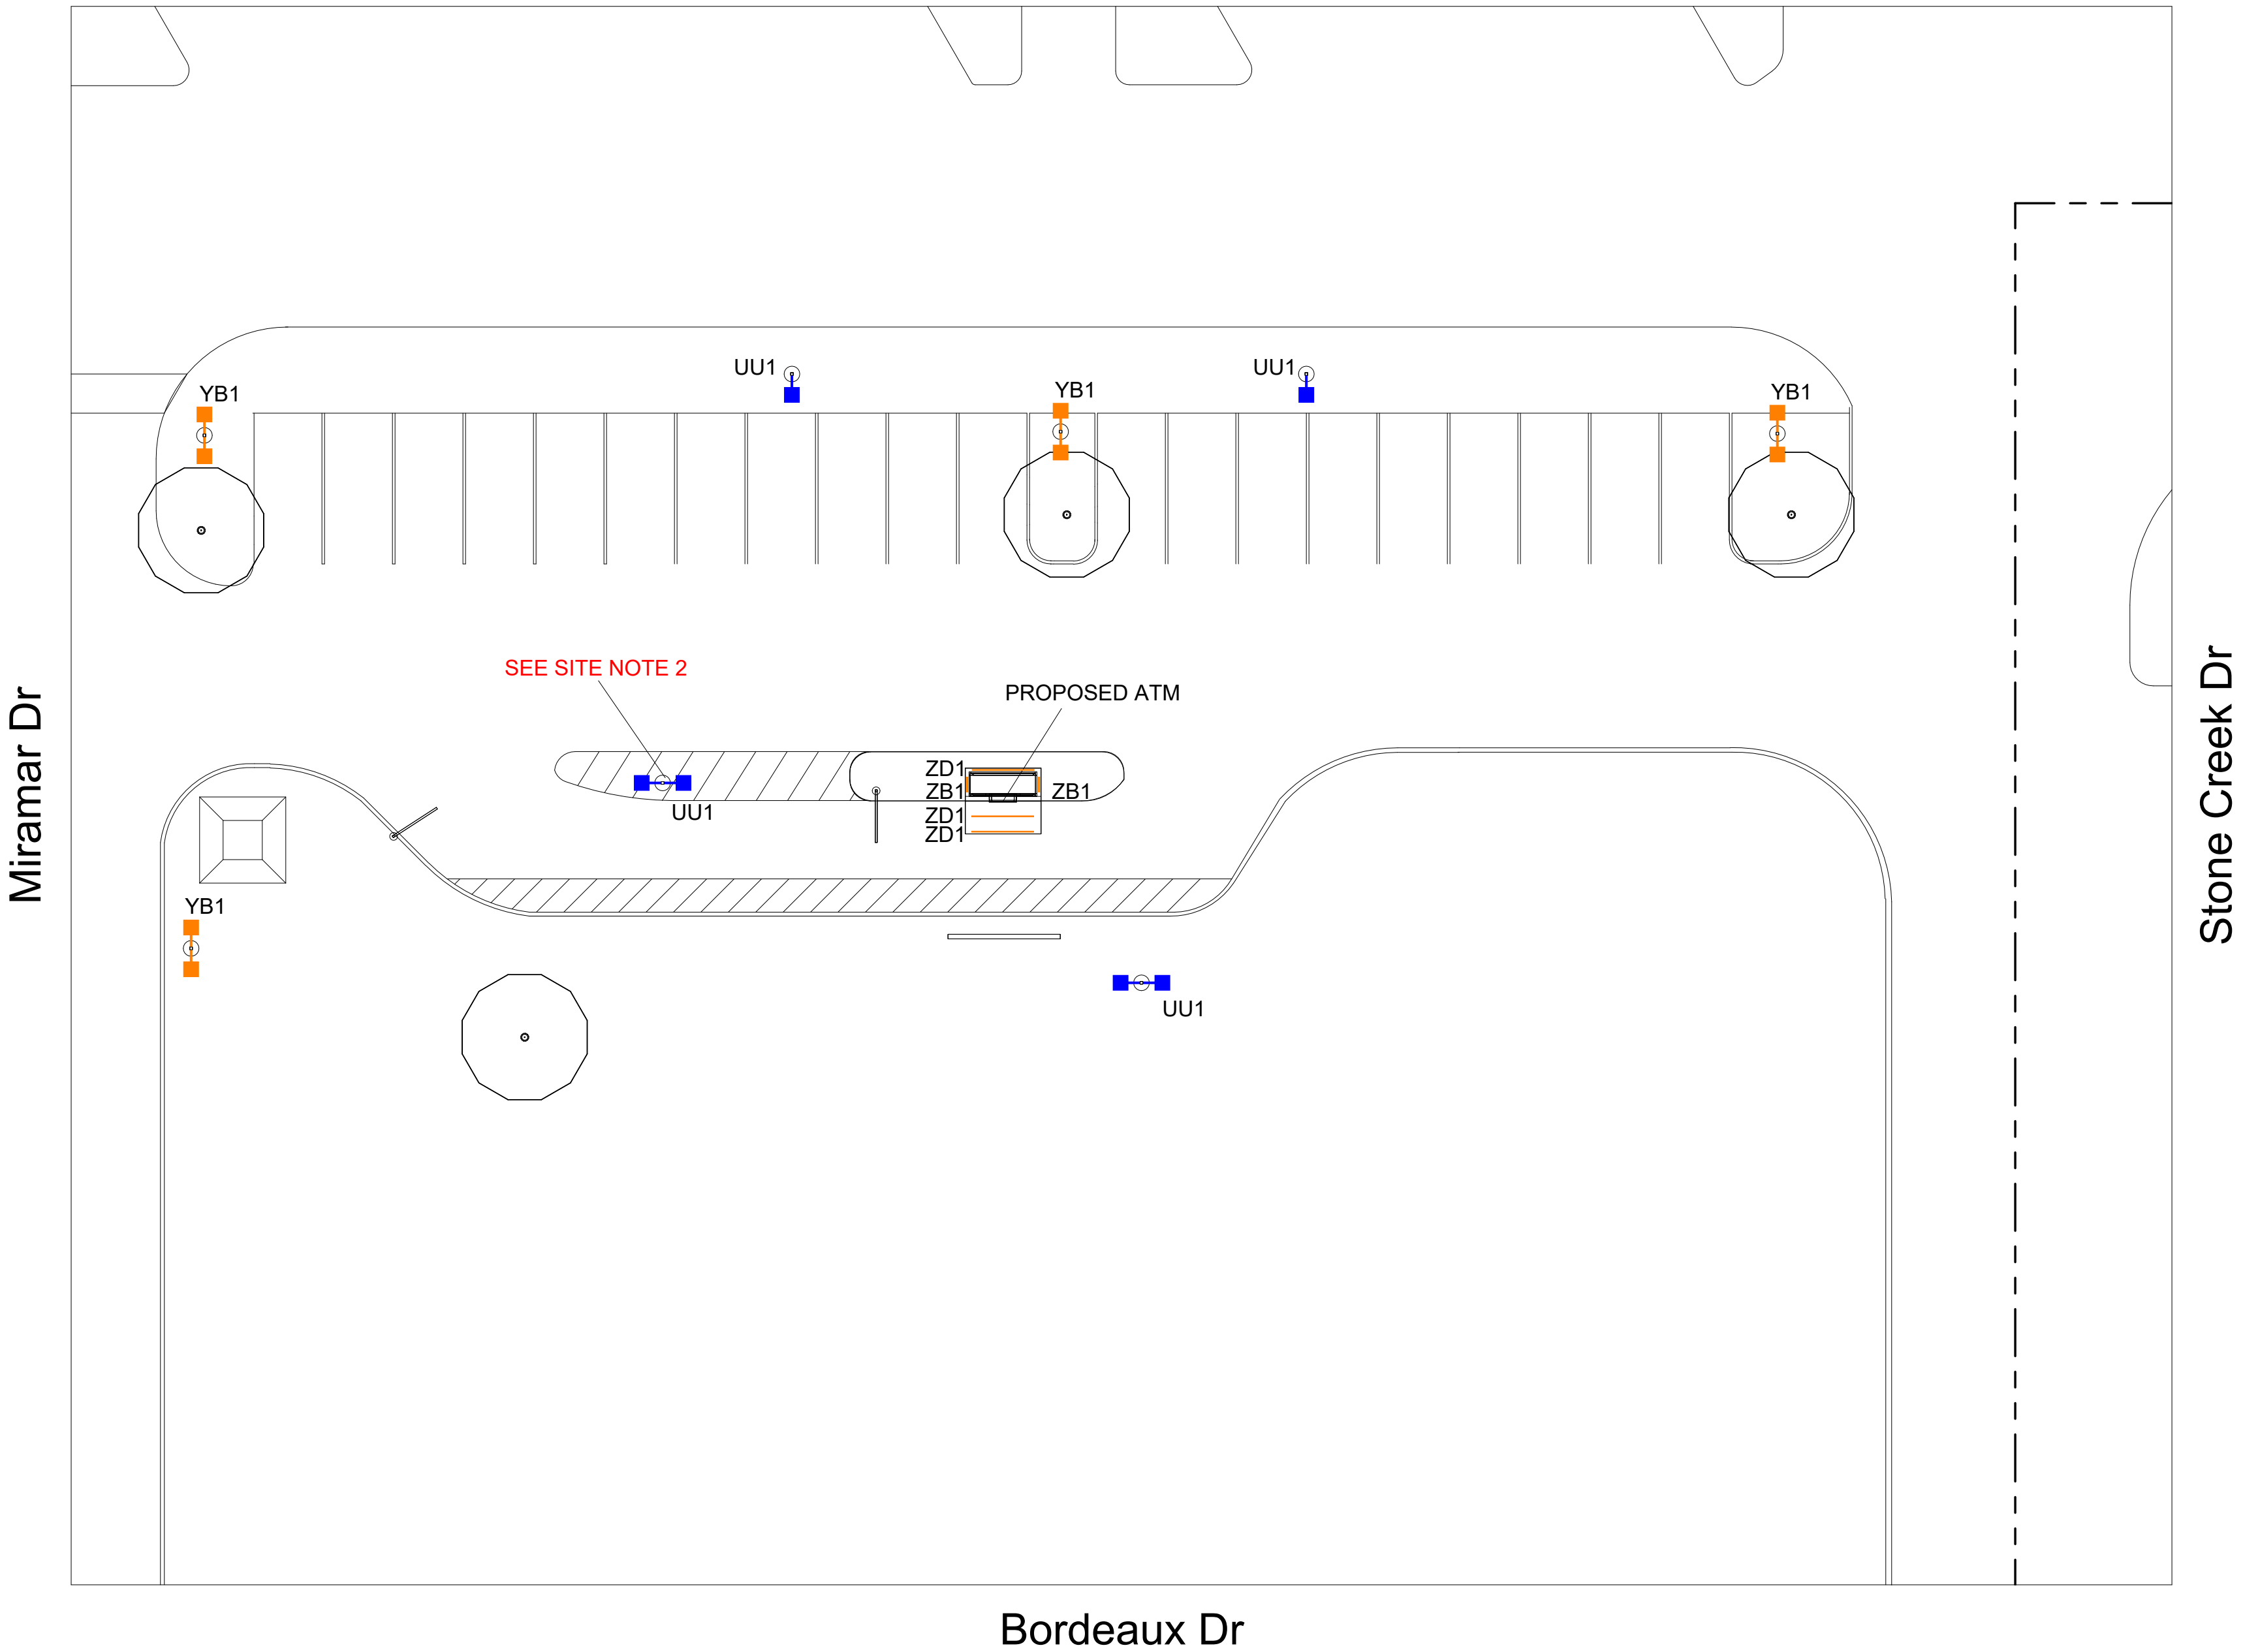 UU1
UU1
YB1
YB1
YB1
SEE SITE NOTE 2
PROPOSED ATM
ZD1
ZB1
ZB1
UU1
ZD1
ZD1
YB1
UU1
Miramar Dr
Stone Creek Dr
Bordeaux Dr